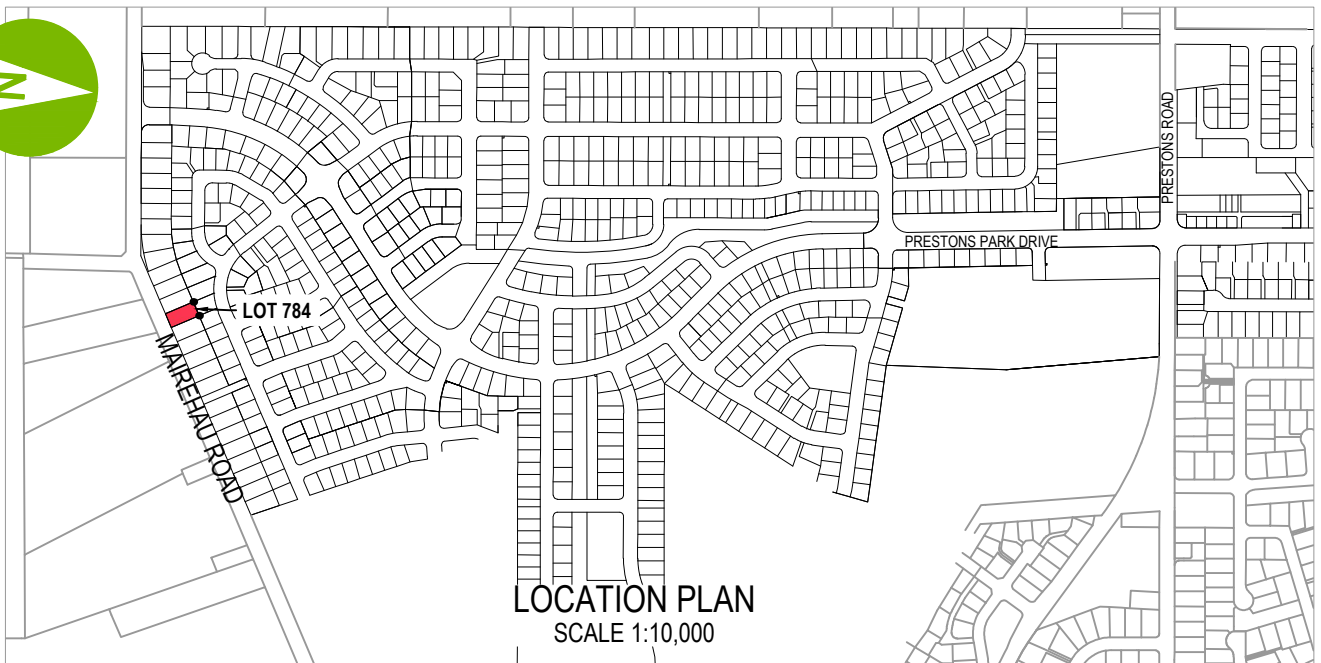 N
PRESTONS ROAD
PRESTONS PARK DRIVE
LOT 784
MAIREHAU ROAD
LOCATION PLAN
SCALE 1:10,000